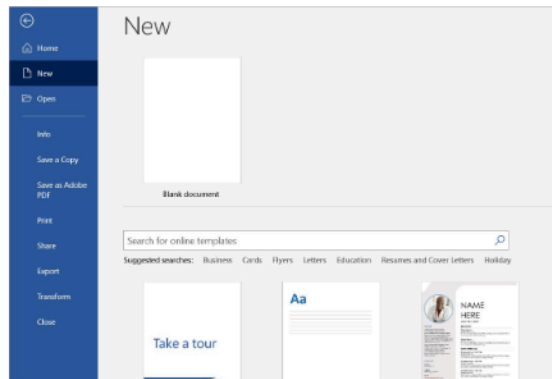 New
Home
New
Open
Info
Save a Copy
Save as Adobe
PDF
Print
Share
Export
Transform
Close
Blank document
Search for online templates
Suggested searches: Business Cards Flyers Letters Education Resumes and Cover Letters Holiday
Take a tour
Aa
NAME
HERE